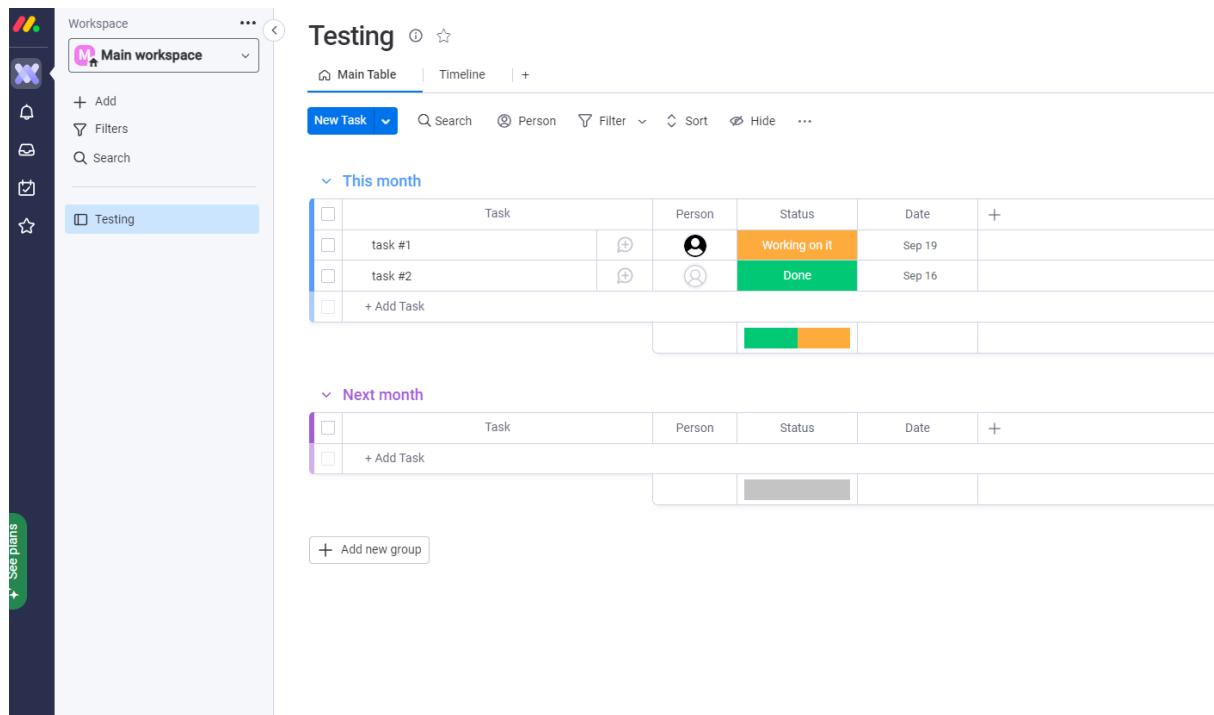 Workspace
M Main workspace
Add
Filters
Search
Testing
See plans
Testing
Main Table
Timeline
+
New Task
Search
Person
Filter
Sort
Hide
This month
Task Person Status Date +
task #1 Working on it Sep 19
task #2 Done Sep 16
+ Add Task
Next month
Task Person Status Date +
+ Add Task
+ Add new group